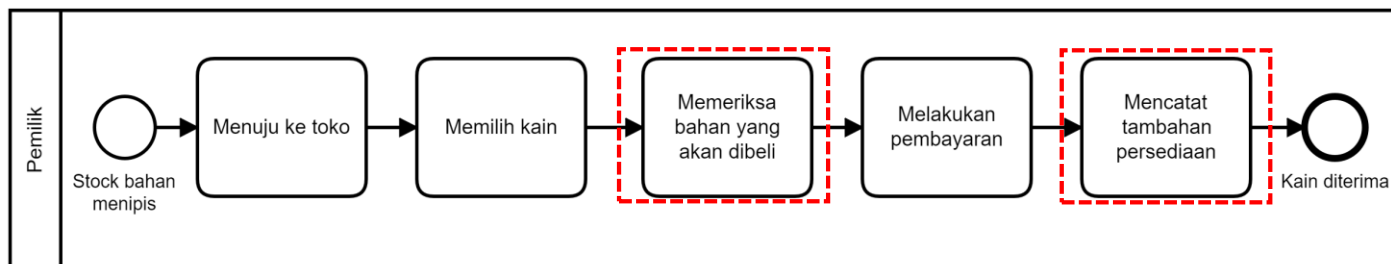 Pemilik
Stock bahan
menipis
Menuju ke toko
Memilih kain
Memeriksa
bahan yang
akan dibeli
Melakukan
pembayaran
Mencatat
tambahan
persediaan
Kain diterima